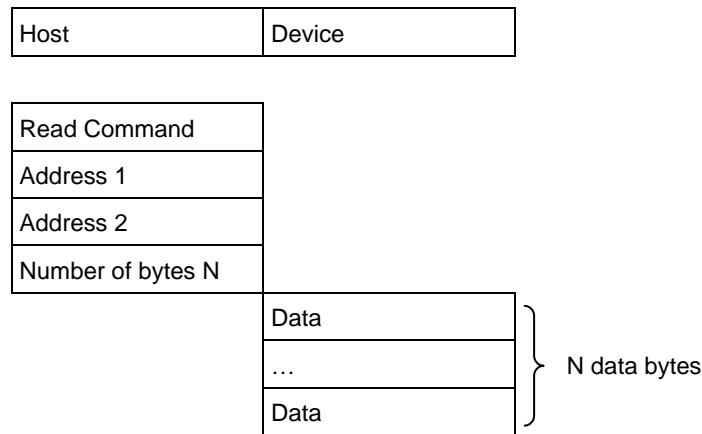 Host Device
Read Command
Address 1
Address 2
Number of bytes N
Data
…
N data bytes
Data